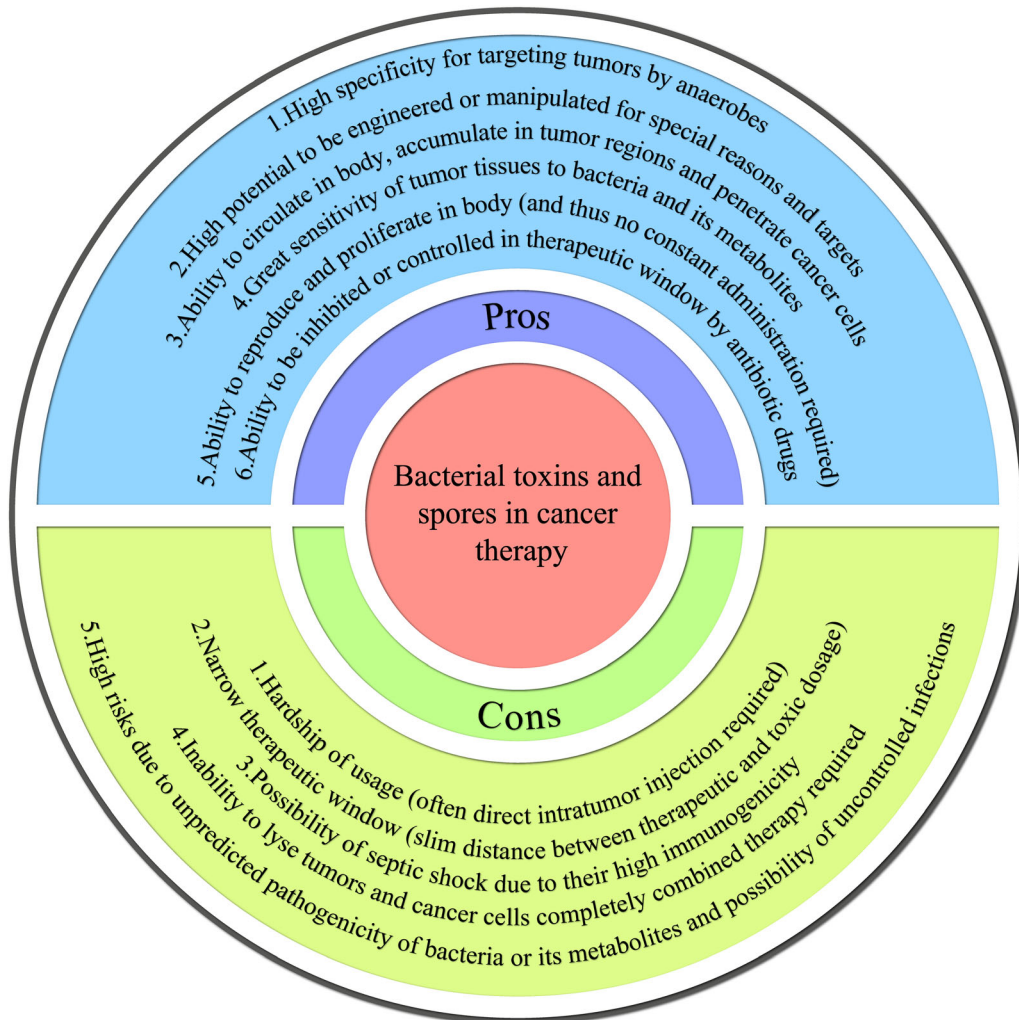 1.High specificity for targeting tumors by anaerobes
2.High potential to be engineered or manipulated for special reasons and targets
3.Ability to circulate in body, accumulate in tumor regions and penetrate cancer cells
4.Great sensitivity of tumor tissues to bacteria and its metabolites
5.Ability to reproduce and proliferate in body (and thus no constant administration required)
6.Ability to be inhibited or controlled in therapeutic window by antibiotic drugs
Pros
Bacterial toxins and
spores in cancer
therapy
Cons
1.Hardship of usage (often direct intratumor injection required)
2.Narrow therapeutic window (slim distance between therapeutic and toxic dosage)
3.Possibility of septic shock due to their high immunogenicity
4.Inability to lyse tumors and cancer cells completely combined therapy required
5.High risks due to unpredicted pathogenicity of bacteria or its metabolites and possibility of uncontrolled infections